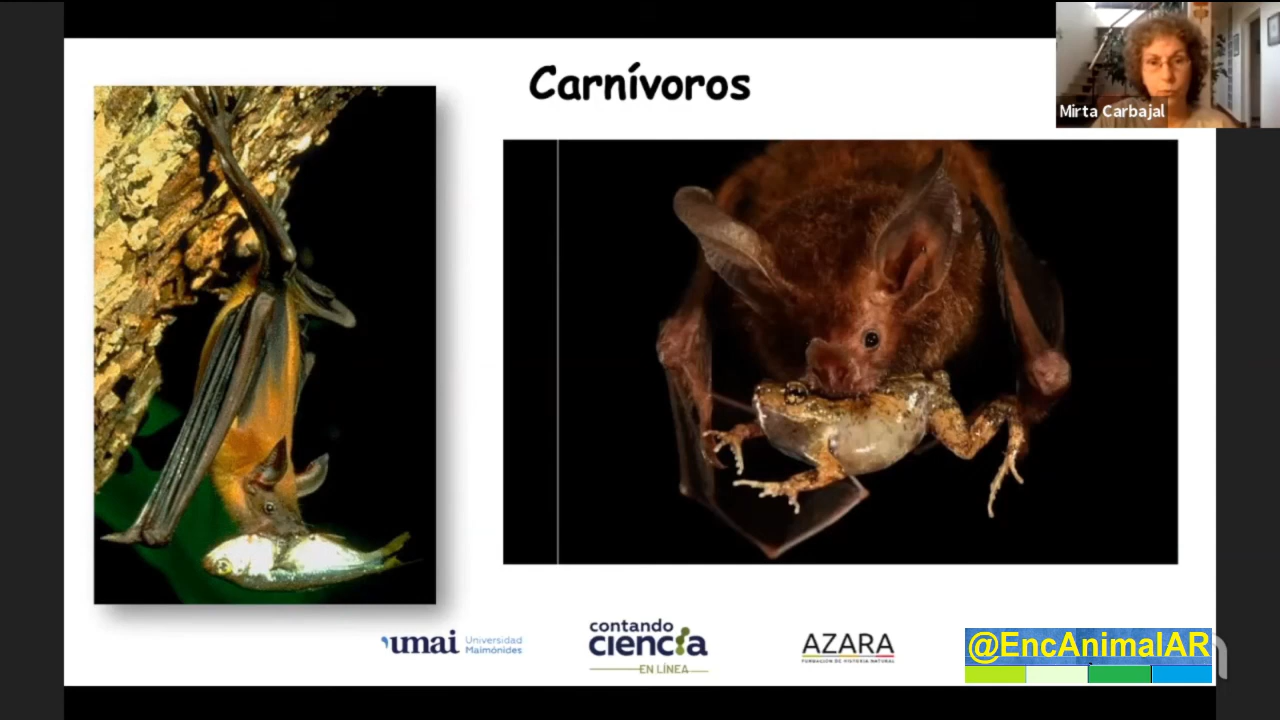 Carnívoros
Mirta Carbajal
umai Universidad
Maimónides
contando
ciencia
EN LÍNEA
AZARA
FUNDACIÓN DE HISTORIA NATURAL
@EncAnimalAR